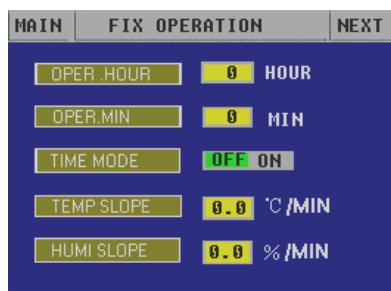 MAIN FIX OPERATION NEXT
OPER .HOUR 0 HOUR
OPER.MIN 0 MIN
TIME MODE OFF ON
TEMP SLOPE 0.0 ℃/MIN
HUMI SLOPE 0.0 %/MIN